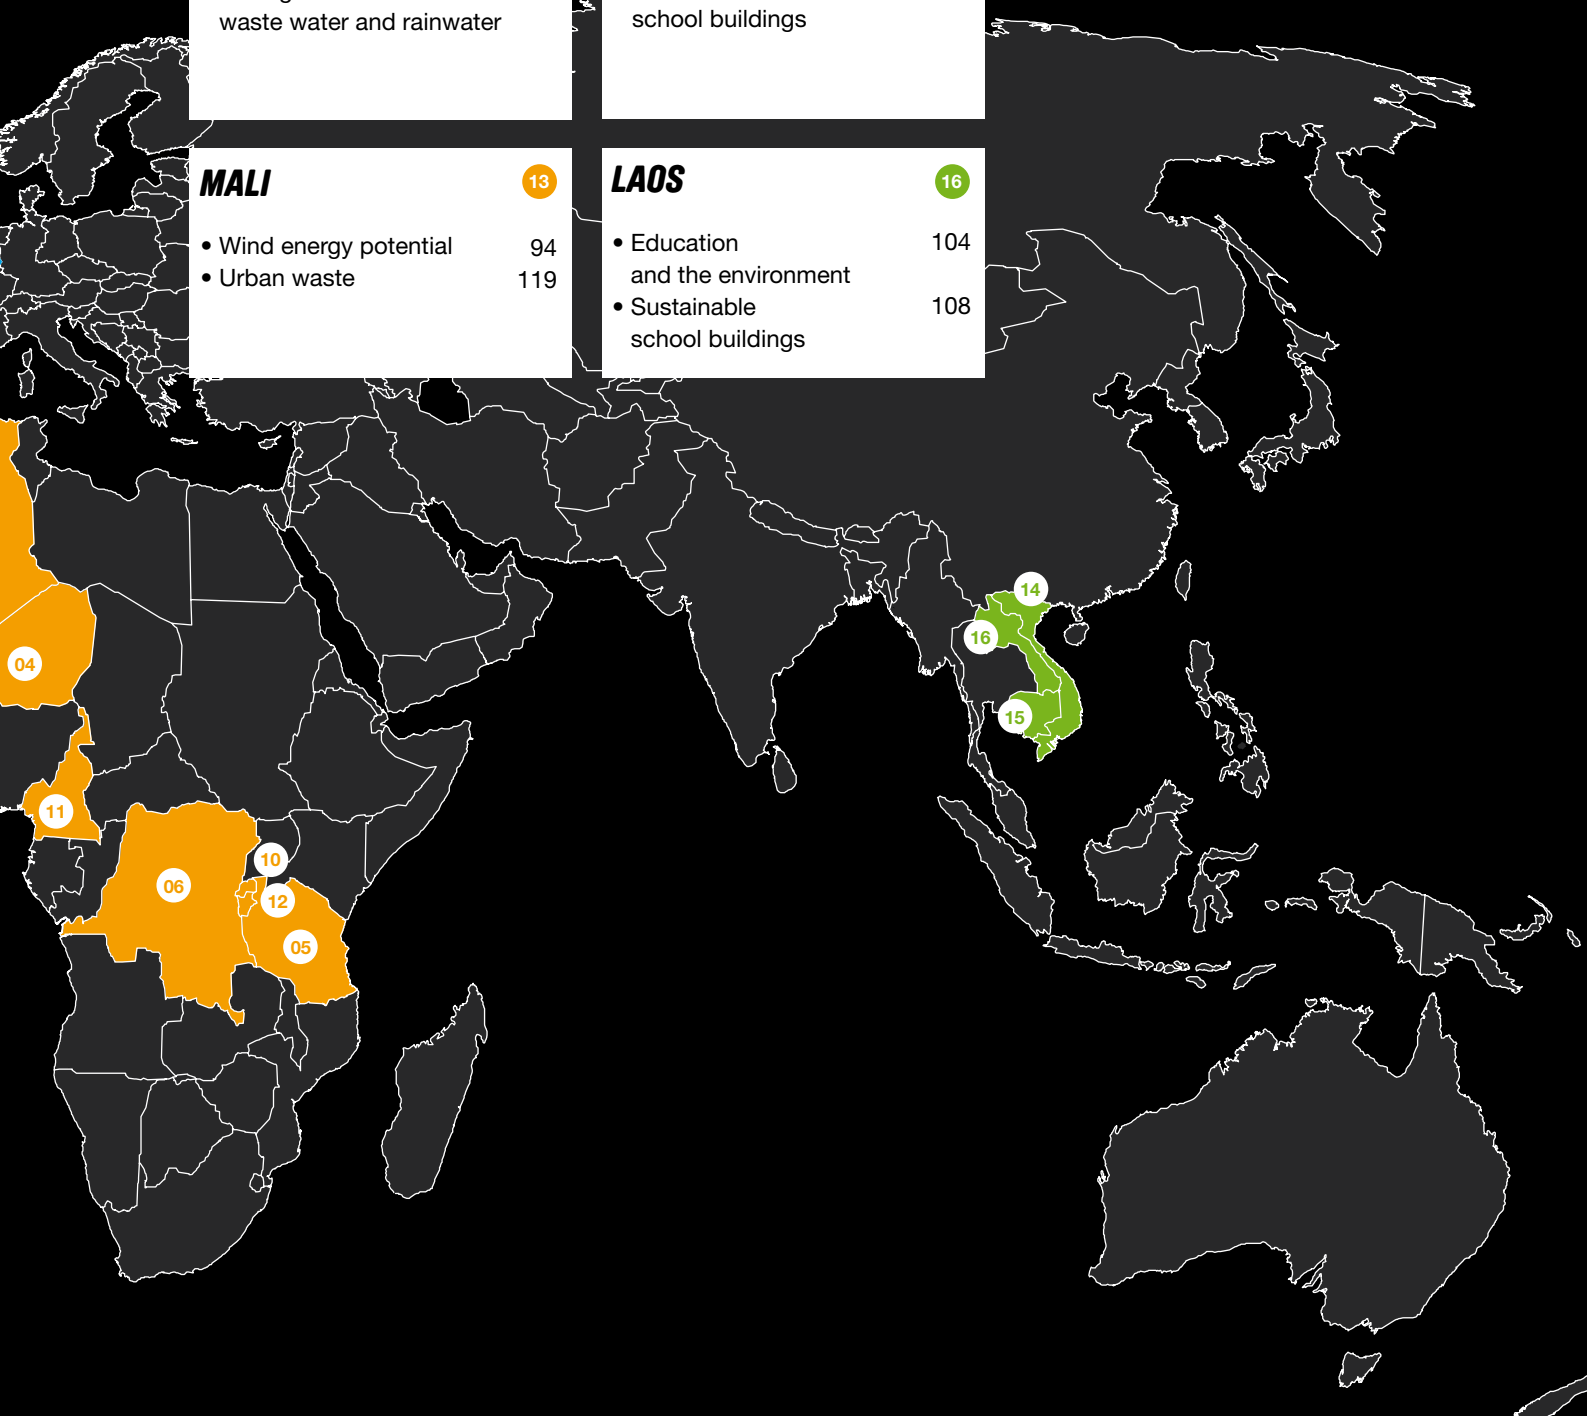 waste water and rainwater
school buildings
MALI 13
• Wind energy potential 94
• Urban waste 119
LAOS 16
• Education 104
and the environment
• Sustainable 108
school buildings
14
16
04
15
11
10
06
12
05